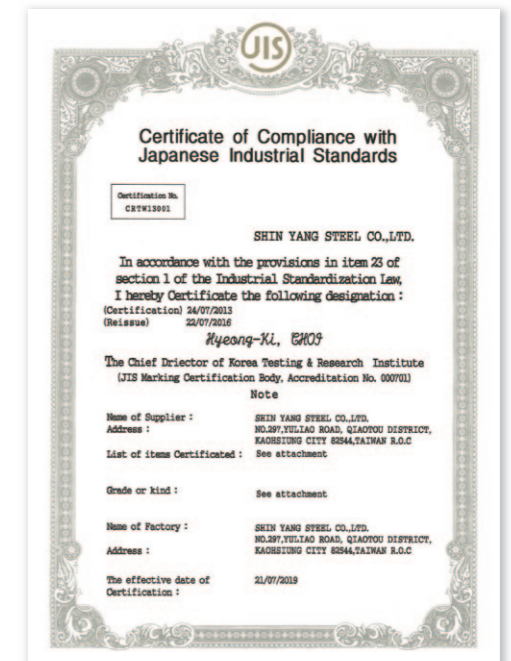 JIS
Certificate of Compliance with
Japanese Industrial Standards
Certification No.
CRTW13001
SHIN YANG STEEL CO.,LTD.
In accordance with the provisions in item 23 of
section 1 of the Industrial Standardization Law,
I hereby Certificate the following designation :
(Certification) 24/07/2013
(Reissue) 22/07/2016
Hyeong-Ki, CHOI
The Chief Driector of Korea Testing & Research Institute
(JIS Marking Certification Body, Accreditation No. 000701)
Note
Name of Supplier : SHIN YANG STEEL CO.,LTD.
Address : NO.297,YULIAO ROAD, QIAOTOU DISTRICT,
KAOHSIUNG CITY 82544,TAIWAN R.O.C
List of items Certificated : See attachment
Grade or kind : See attachment
Name of Factory : SHIN YANG STEEL CO.,LTD.
NO.297,YULIAO ROAD, QIAOTOU DISTRICT,
Address : KAOHSIUNG CITY 82544,TAIWAN R.O.C
The effective date of 21/07/2019
Certification :